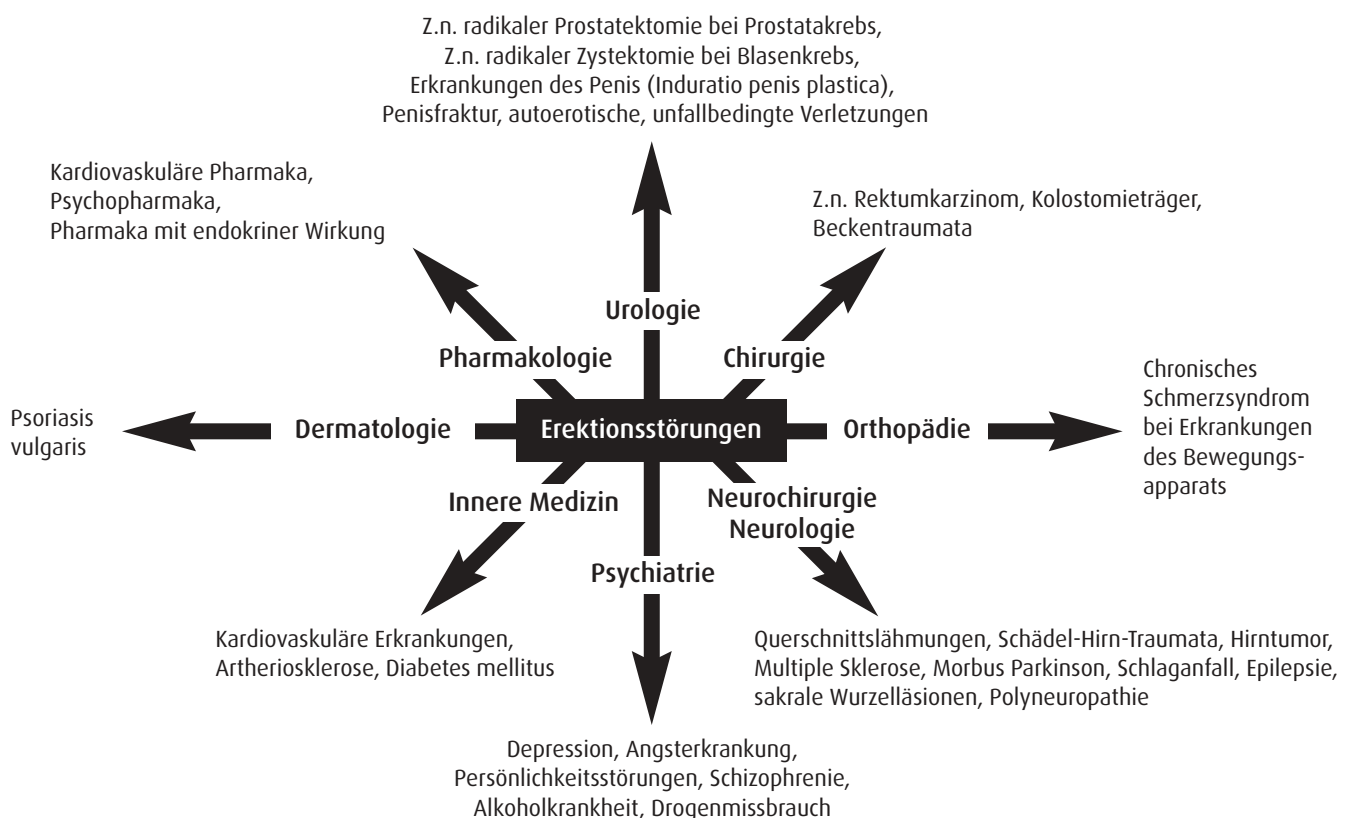 Z.n. radikaler Prostatektomie bei Prostatakrebs,
Z.n. radikaler Zystektomie bei Blasenkrebs,
Erkrankungen des Penis (Induratio penis plastica),
Penisfraktur, autoerotische, unfallbedingte Verletzungen
Kardiovaskuläre Pharmaka,
Psychopharmaka,
Pharmaka mit endokriner Wirkung
Z.n. Rektumkarzinom, Kolostomieträger,
Beckentraumata
Urologie
Pharmakologie
Chirurgie
Psoriasis
vulgaris
Dermatologie
Erektionsstörungen
Orthopädie
Chronisches
Schmerzsyndrom
bei Erkrankungen
des Bewegungs-
apparats
Innere Medizin
Neurochirurgie
Neurologie
Psychiatrie
Kardiovaskuläre Erkrankungen,
Artheriosklerose, Diabetes mellitus
Querschnittslähmungen, Schädel-Hirn-Traumata, Hirntumor,
Multiple Sklerose, Morbus Parkinson, Schlaganfall, Epilepsie,
sakrale Wurzelläsionen, Polyneuropathie
Depression, Angsterkrankung,
Persönlichkeitsstörungen, Schizophrenie,
Alkoholkrankheit, Drogenmissbrauch